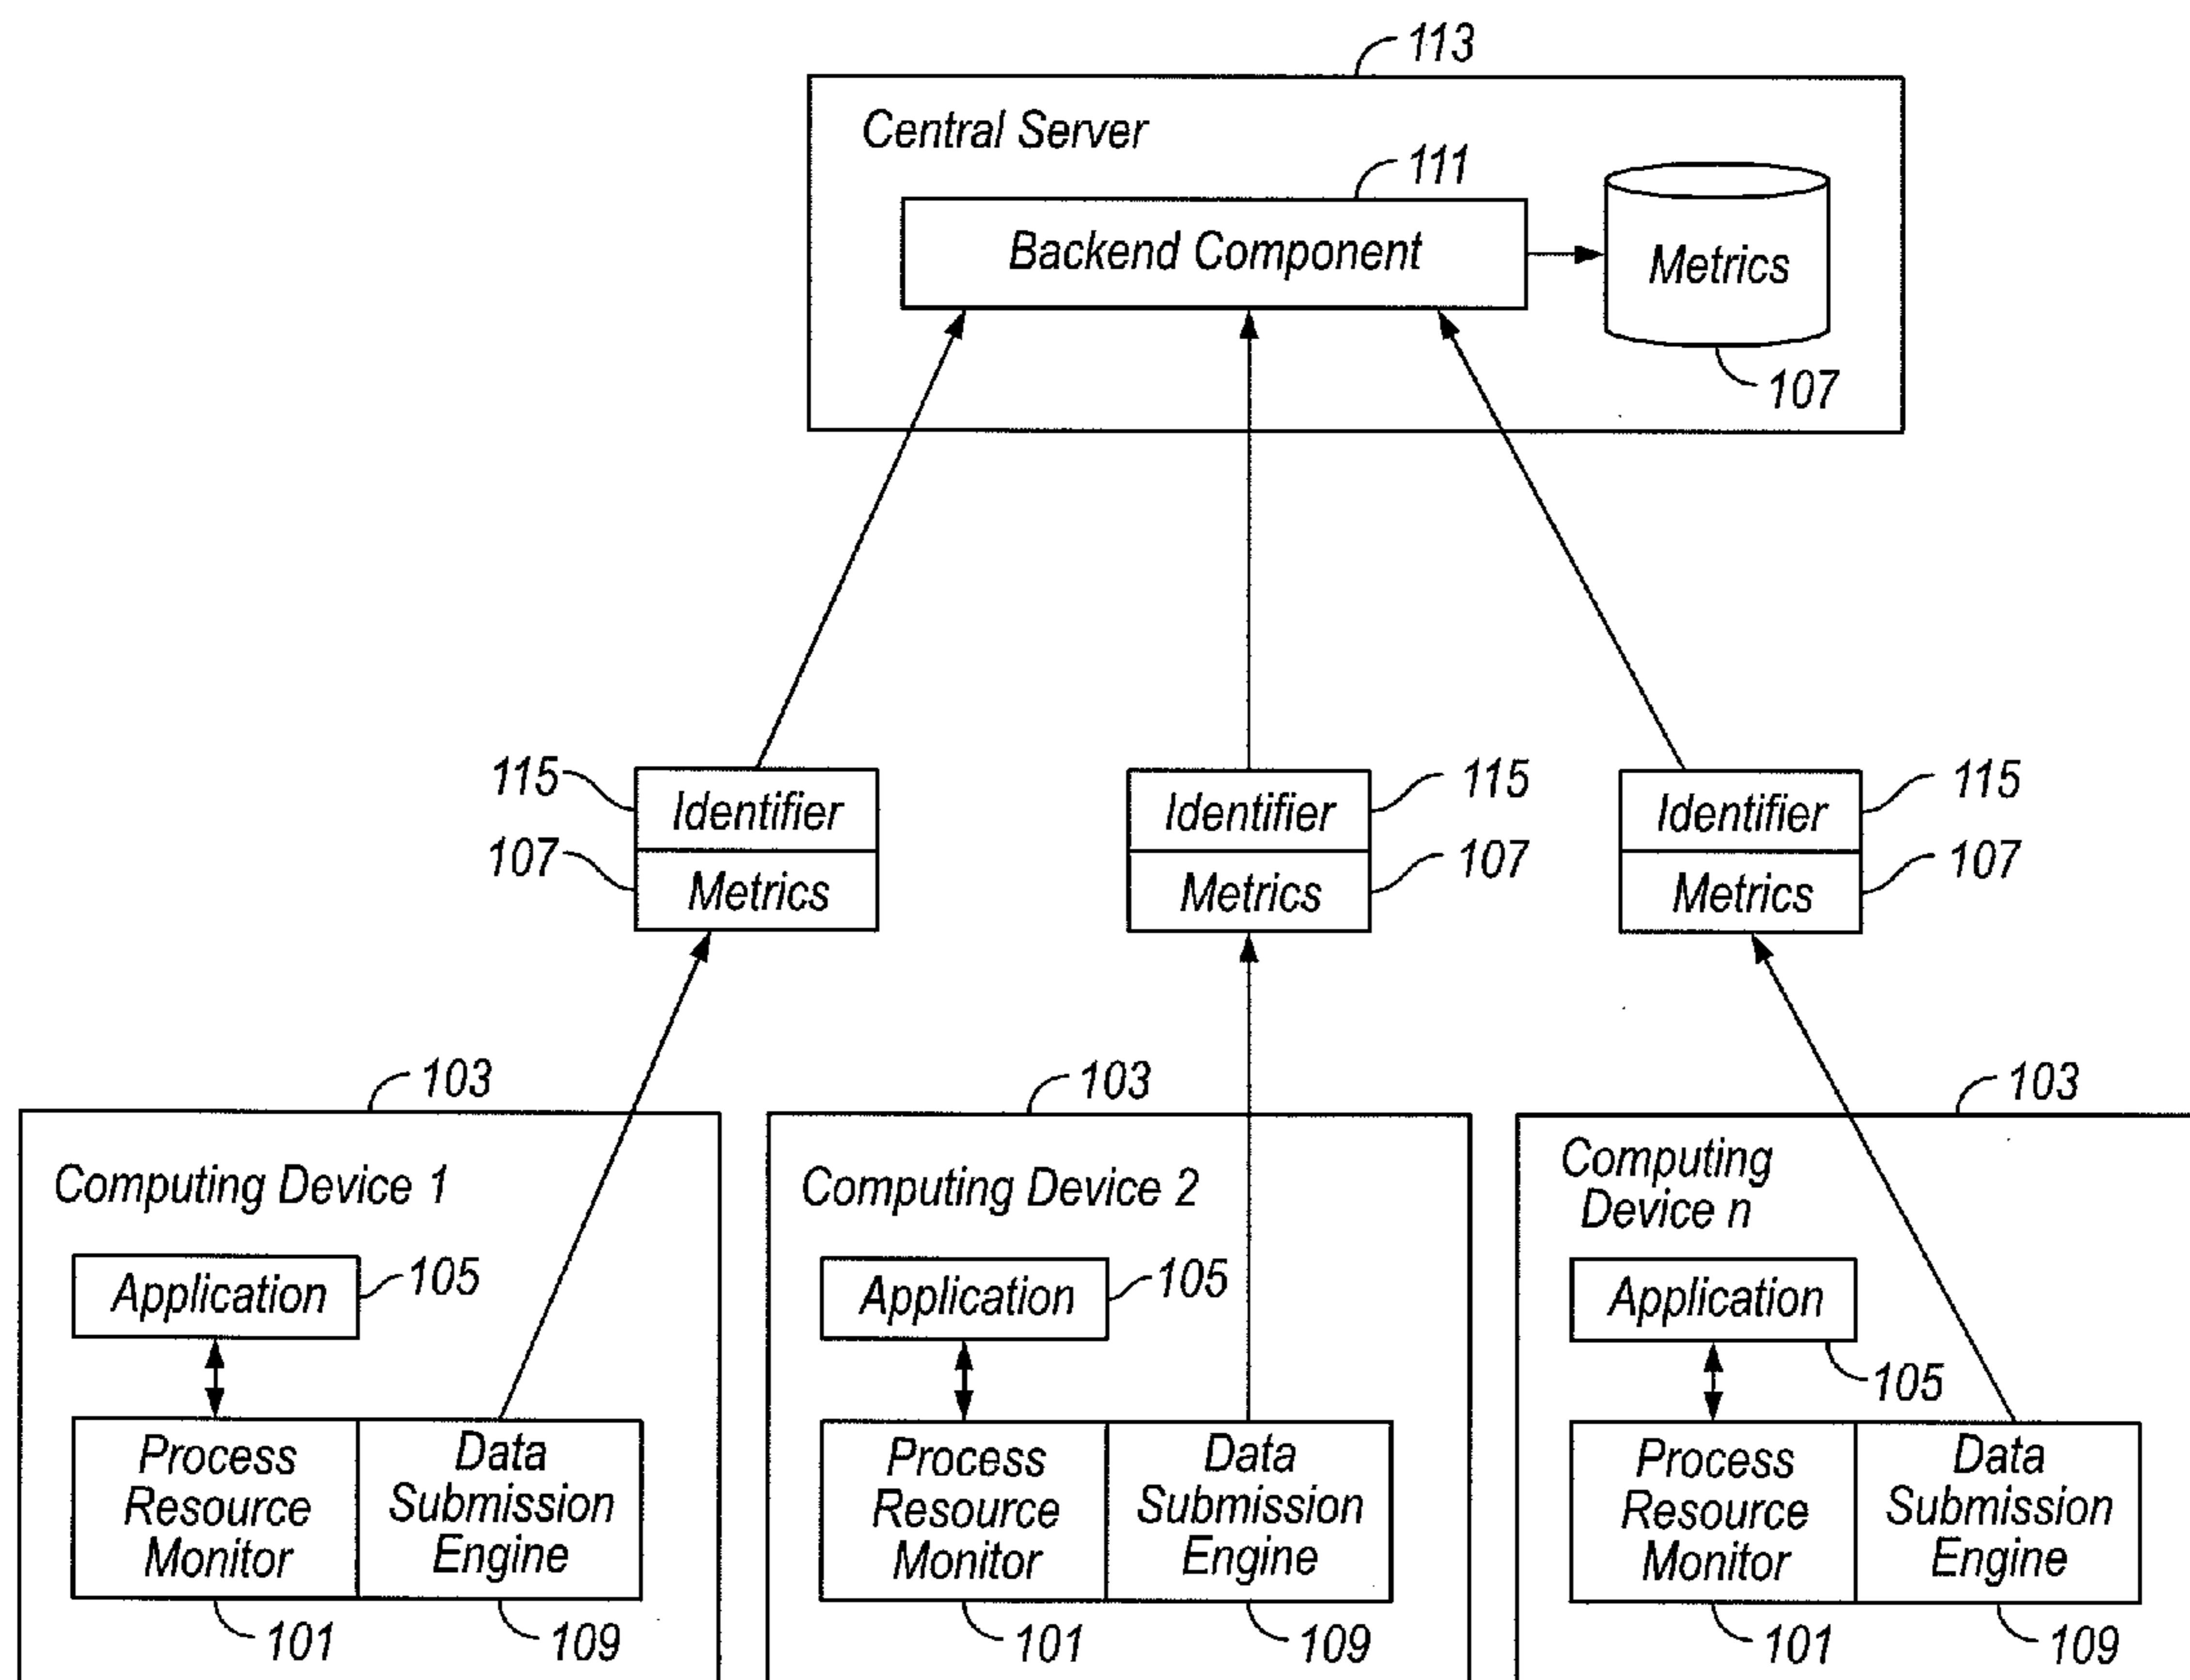 113
Central Server
111
Backend Component
Metrics
107
115
Identifier
107
Metrics
Identifier
115
Metrics
107
Identifier
115
Metrics
107
103
Computing Device 1
Application
105
Process
Resource
Monitor
Data
Submission
Engine
101
109
103
Computing Device 2
Application
105
Process
Resource
Monitor
Data
Submission
Engine
101
109
103
Computing
Device n
Application
105
Process
Resource
Monitor
Data
Submission
Engine
101
109